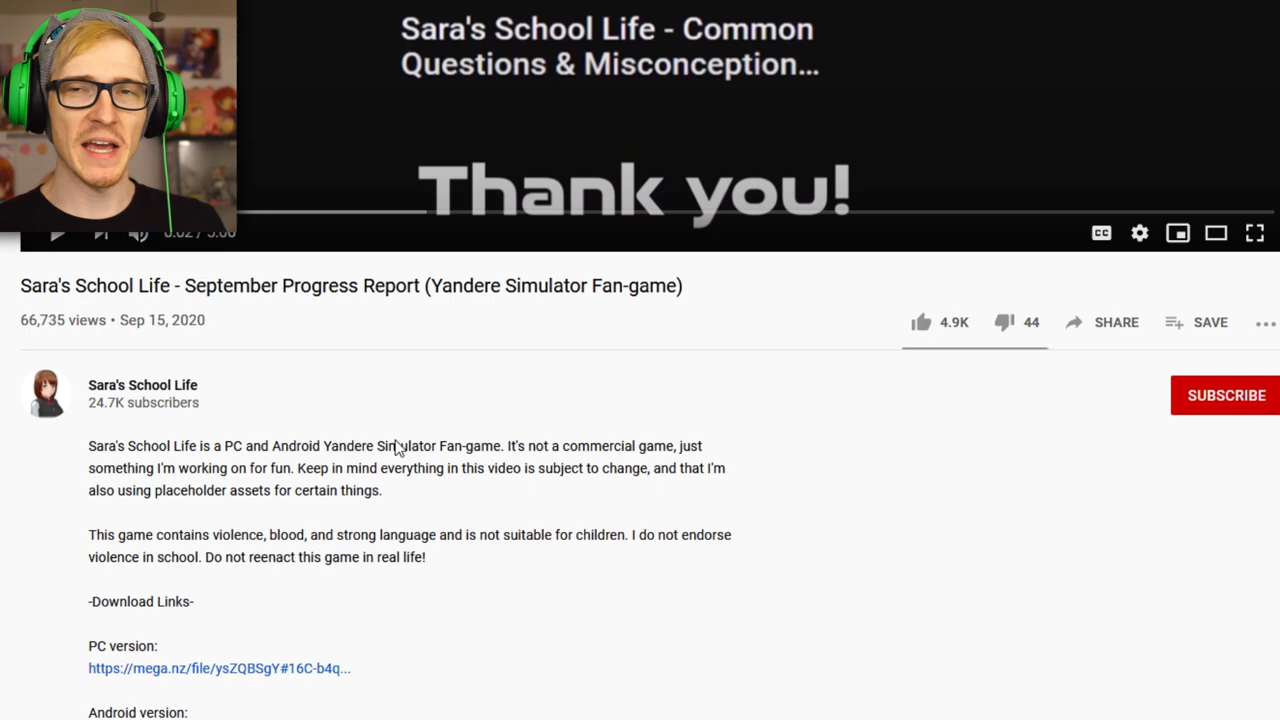 Sara's School Life - Common
Questions & Misconception...
Thank you!
CC
Sara's School Life - September Progress Report (Yandere Simulator Fan-game)
66,735 views • Sep 15, 2020
4.9K
44
SHARE
SAVE
Sara's School Life
24.7K subscribers
SUBSCRIBE
Sara's School Life is a PC and Android Yandere Simulator Fan-game. It's not a commercial game, just
something I'm working on for fun. Keep in mind everything in this video is subject to change, and that I'm
also using placeholder assets for certain things.
This game contains violence, blood, and strong language and is not suitable for children. I do not endorse
violence in school. Do not reenact this game in real life!
-Download Links-
PC version:
https://mega.nz/file/ysZQBSgY#16C-b4q...
Android version: